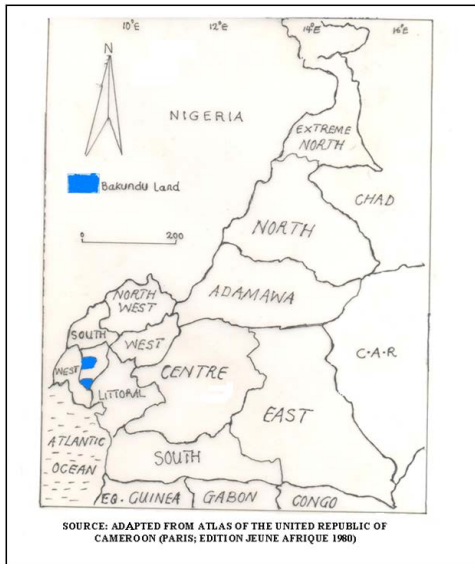 10°E
12°E
14°E
16°E
N
NIGERIA
EXTREME
NORTH
Bakundu Land
CHAD
0
200
NORTH
ADAMAWA
NORTH
WEST
SOUTH
WEST
WEST
CENTRE
C.A.R
LITTORAL
EAST
ATLANTIC
OCEAN
SOUTH
EQ. GUINEA
GABON
CONGO
SOURCE: ADAPTED FROM ATLAS OF THE UNITED REPUBLIC OF
CAMEROON (PARIS; EDITION JEUNE AFRIQUE 1980)